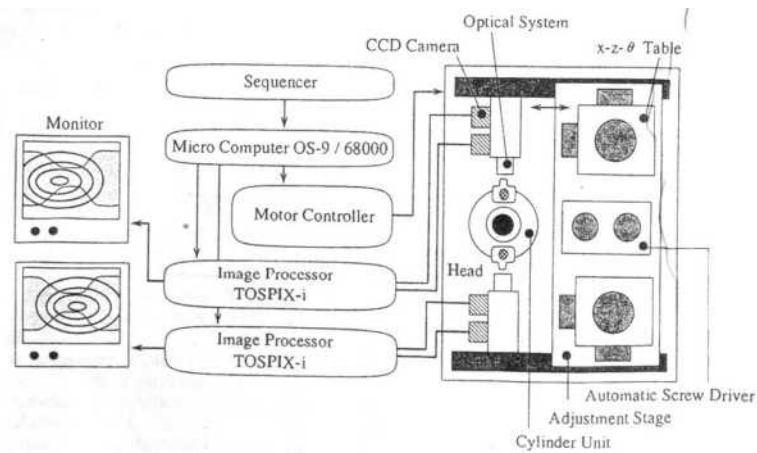 Optical System
CCD Camera
x-z-θ Table
Sequencer
Monitor
Micro Computer OS-9 / 68000
Motor Controller
Image Processor
TOSPIX-i
Head
Image Processor
TOSPIX-i
Automatic Screw Driver
Adjustment Stage
Cylinder Unit